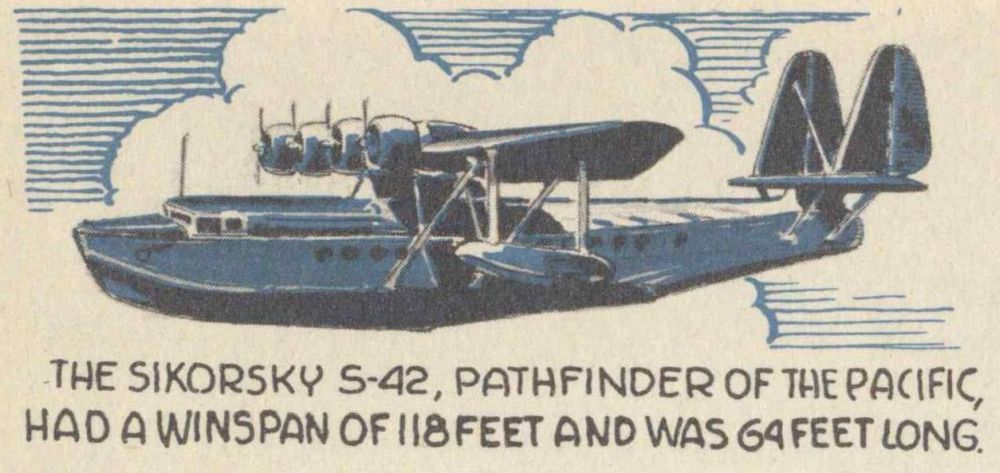 THE SIKORSKY S-42, PATHFINDER OF THE PACIFIC,
HAD A WINSPAN OF 118 FEET AND WAS 64 FEET LONG.